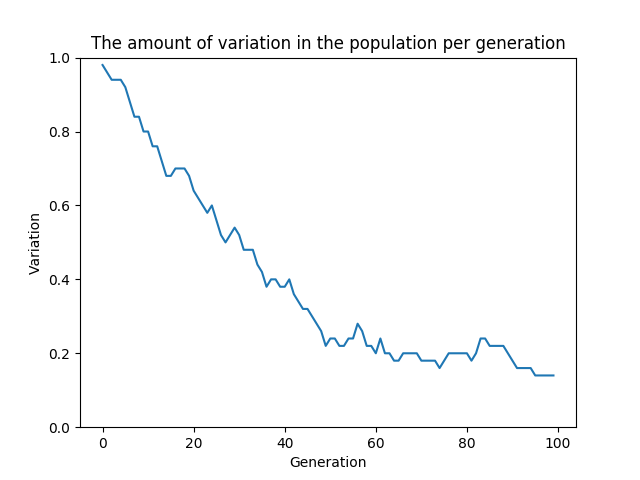 The amount of variation in the population per generation
1.0
0.8
0.6
0.4
0.2
0.0
Variation
0 20 40 60 80 100
Generation